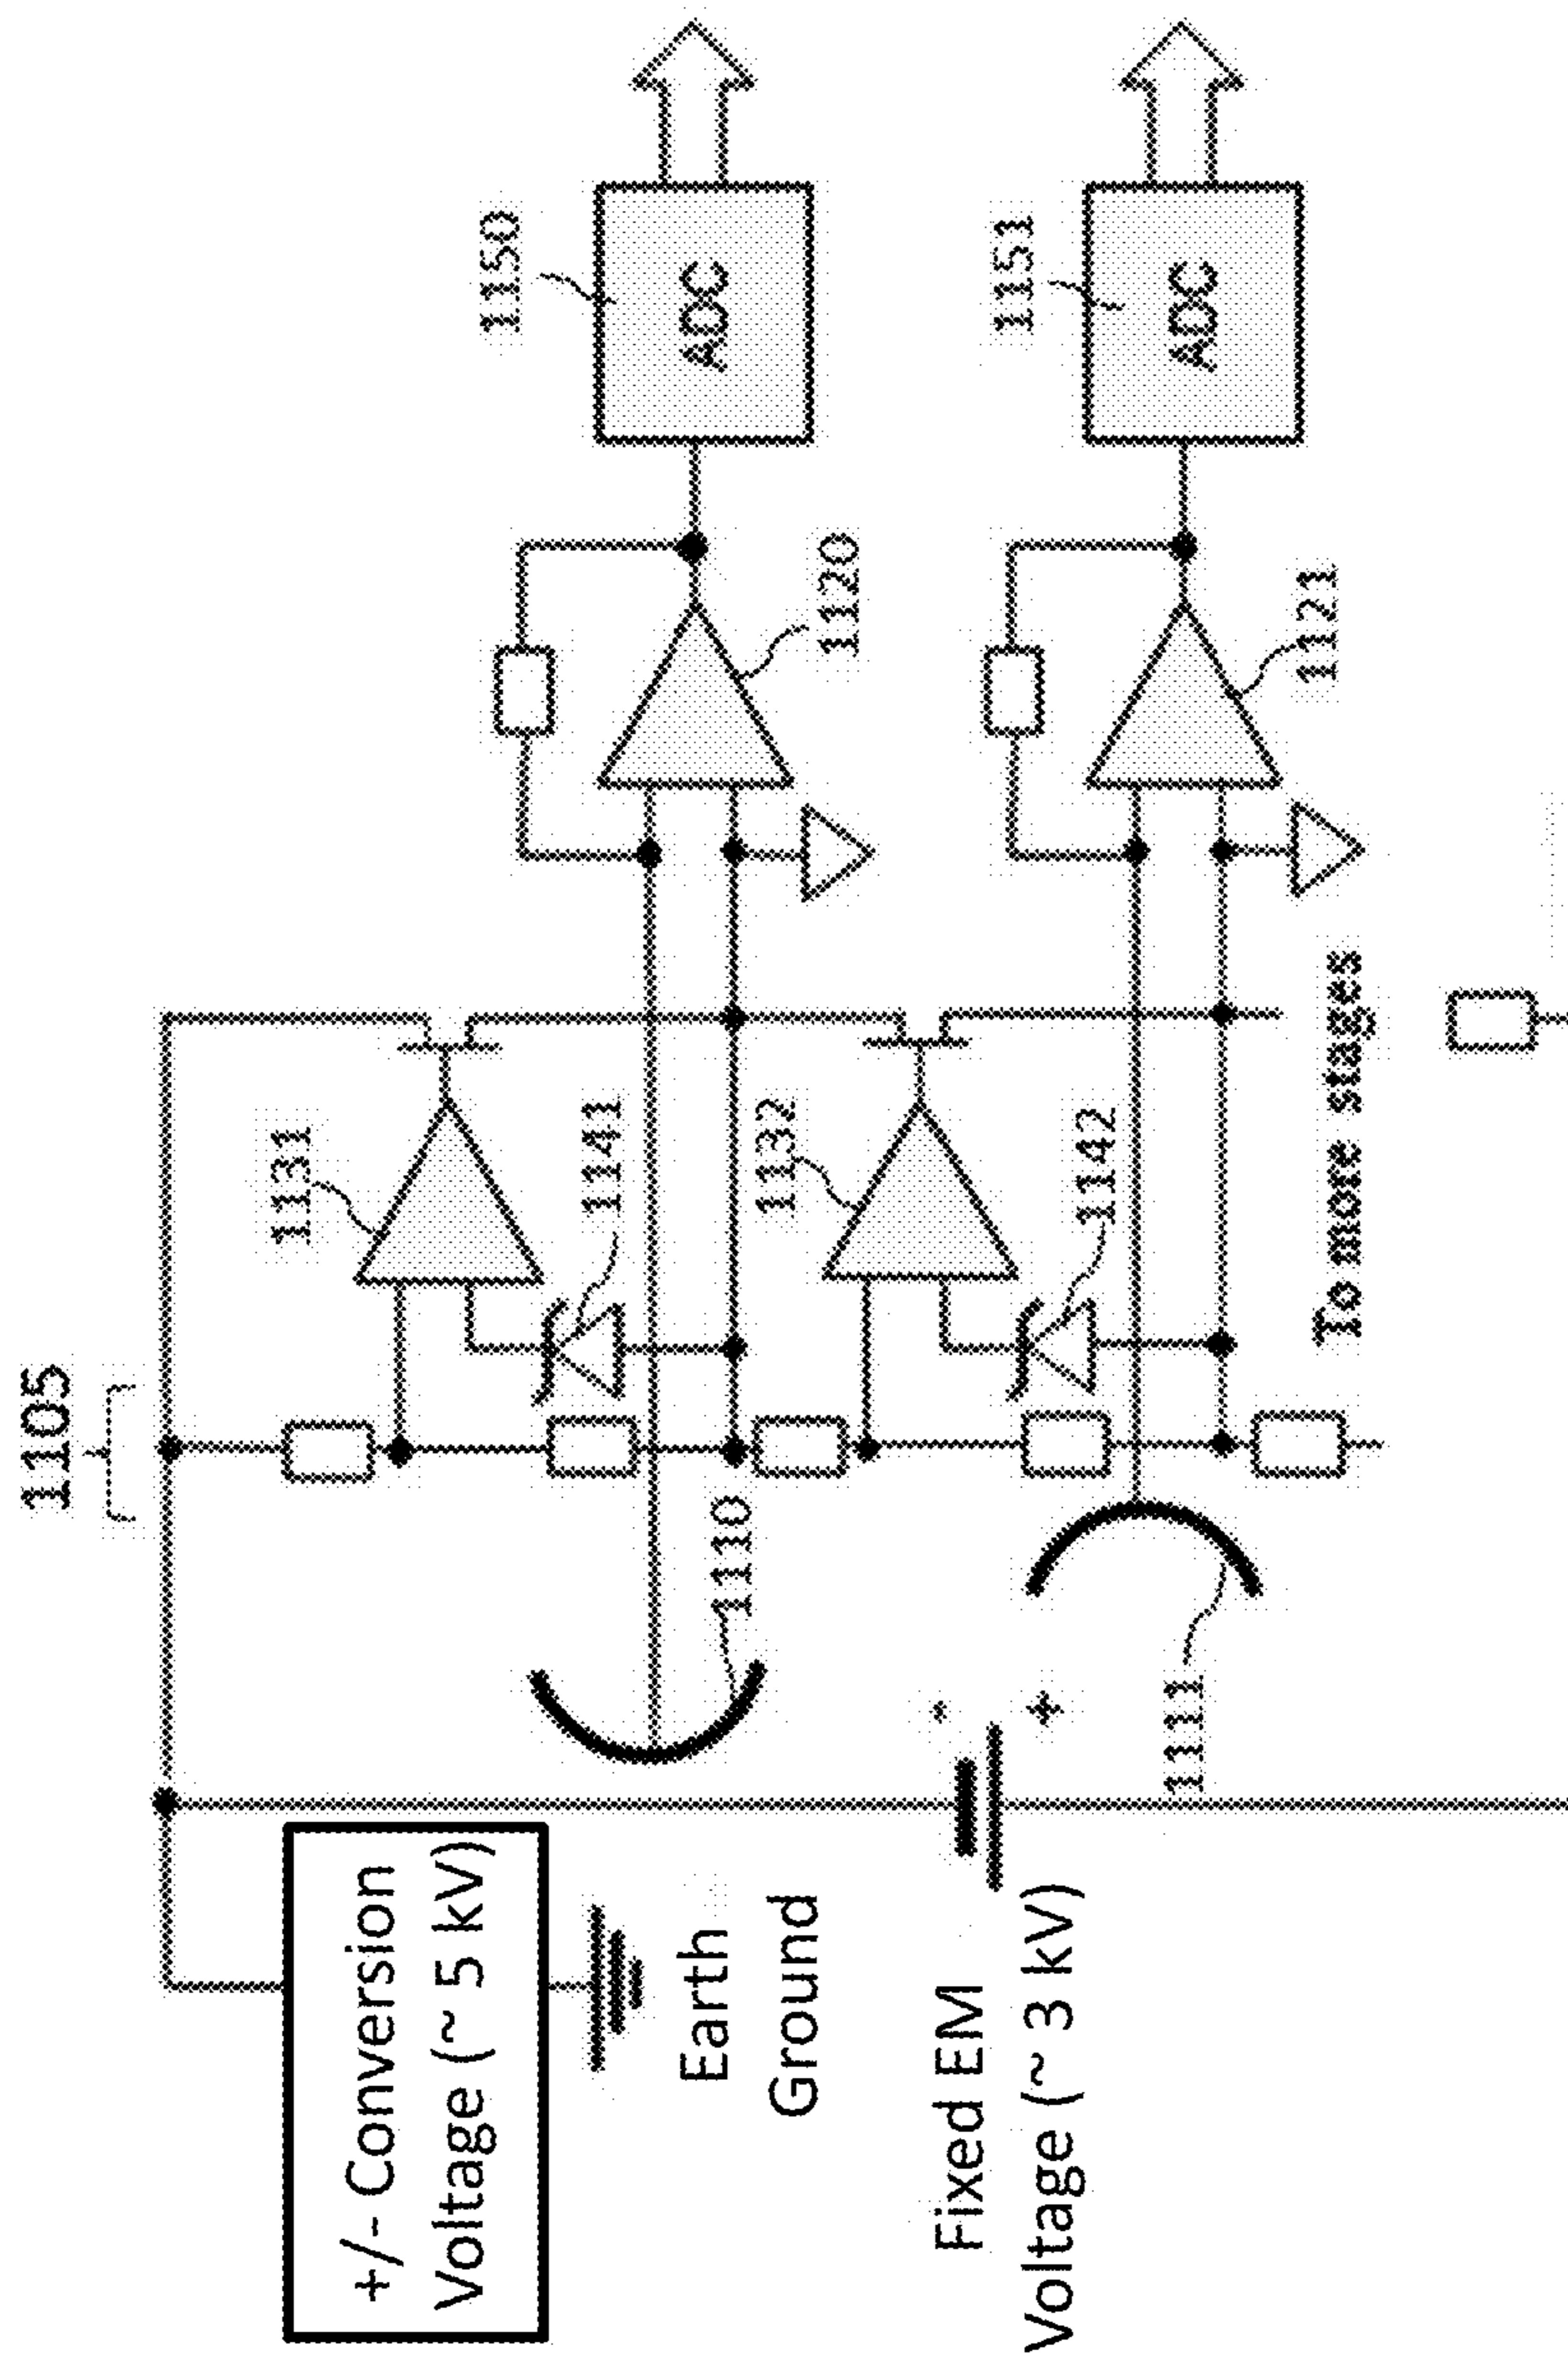 1105
+/- Conversion
Voltage (~ 5 kV)
Earth
Ground
Fixed EM
Voltage (~ 3 kV)
-
+
1110
1111
1131
1141
1132
1142
To more stages
1120
1121
1150
ADC
1151
ADC